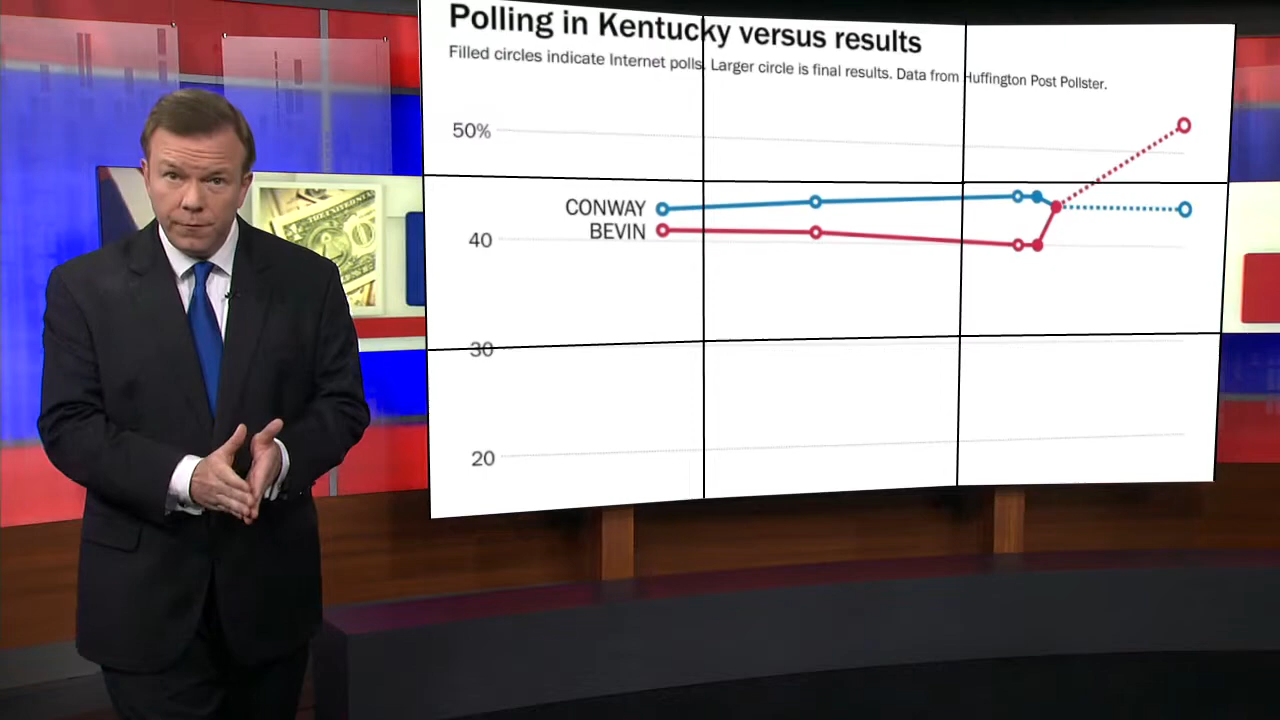 Polling in Kentucky versus results
Filled circles indicate Internet polls. Larger circle is final results. Data from Huffington Post Pollster.
50%
CONWAY
BEVIN
40
30
20